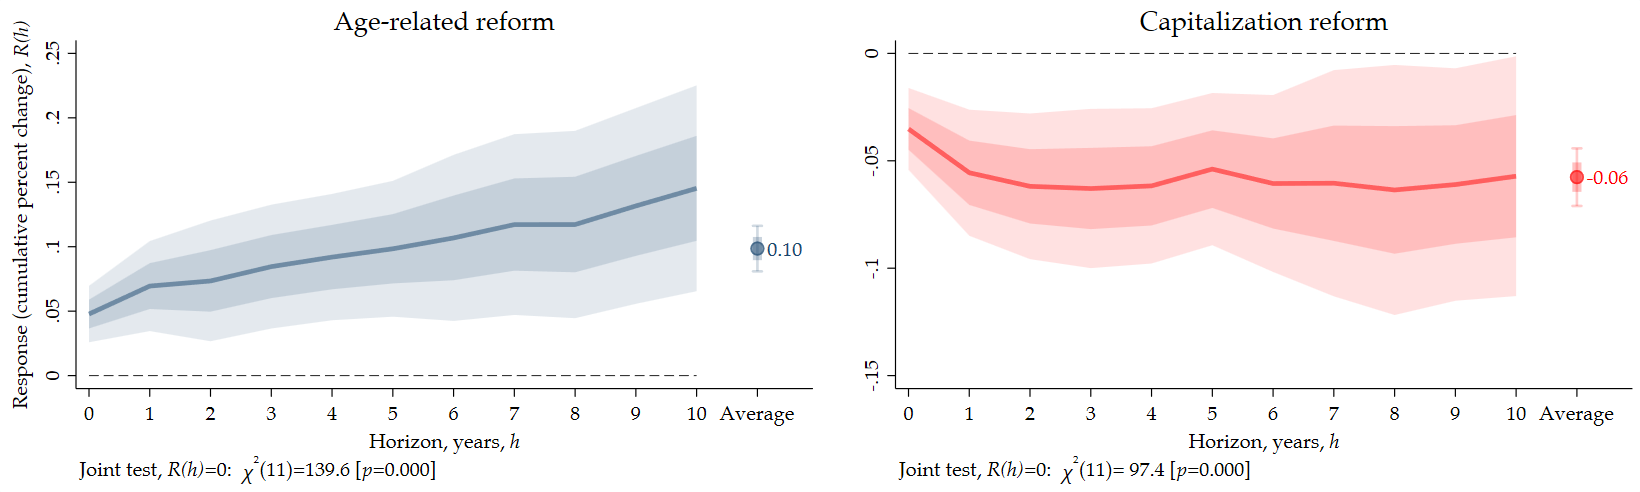 Age-related reform
Response (cumulative percent change), R(h)
.25
.2
.15
.1
.05
0
0 1 2 3 4 5 6 7 8 9 10 Average
0.10
Horizon, years, h
Joint test, R(h)=0: χ²(11)=139.6 [p=0.000]
Capitalization reform
0
-.05
-.1
-.15
0 1 2 3 4 5 6 7 8 9 10 Average
-0.06
Horizon, years, h
Joint test, R(h)=0: χ²(11)= 97.4 [p=0.000]